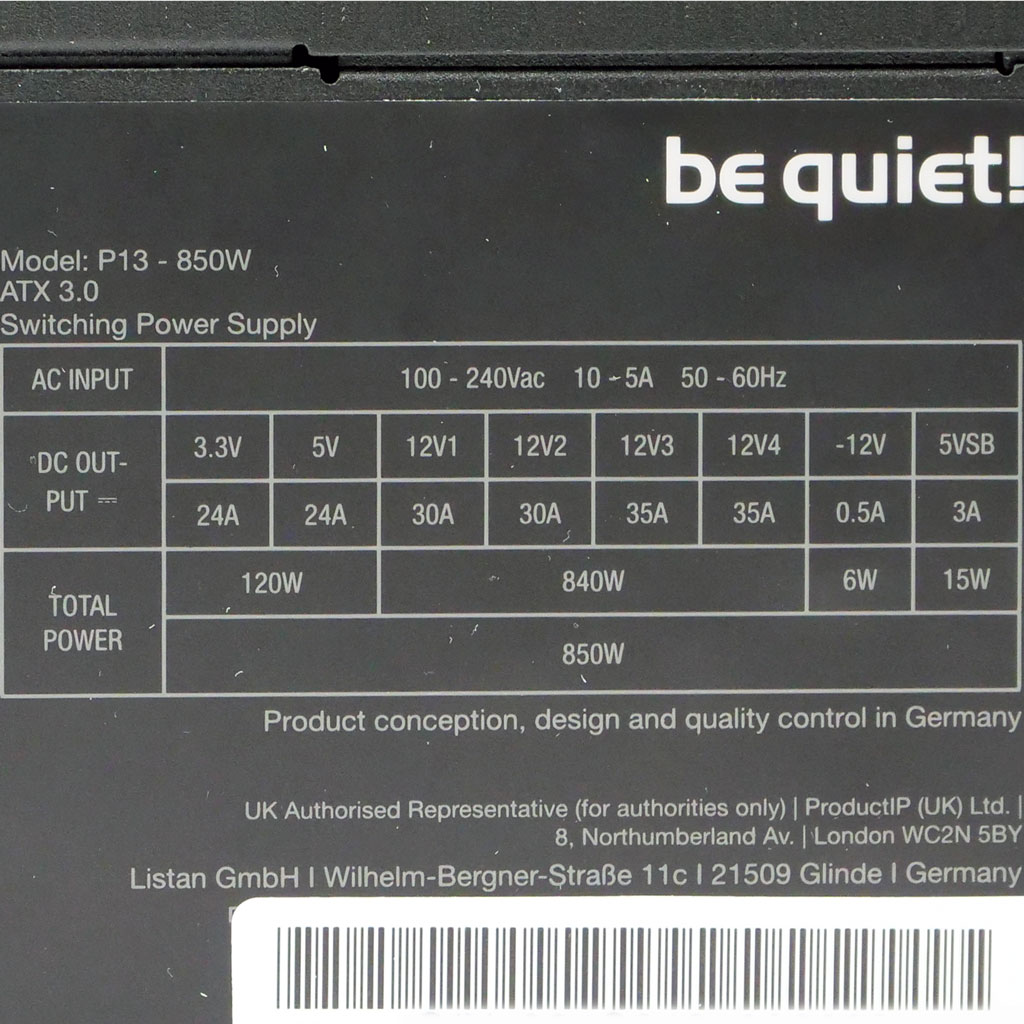 be quiet!
Model: P13 - 850W
ATX 3.0
Switching Power Supply
AC INPUT 100 - 240Vac 10 - 5A 50 - 60Hz
DC OUT-
PUT ⎓
3.3V 5V 12V1 12V2 12V3 12V4 -12V 5VSB
24A 24A 30A 30A 35A 35A 0.5A 3A
TOTAL
POWER
120W 840W 6W 15W
850W
Product conception, design and quality control in Germany
UK Authorised Representative (for authorities only) | ProductIP (UK) Ltd. |
8, Northumberland Av. | London WC2N 5BY
Listan GmbH I Wilhelm-Bergner-Straße 11c I 21509 Glinde I Germany